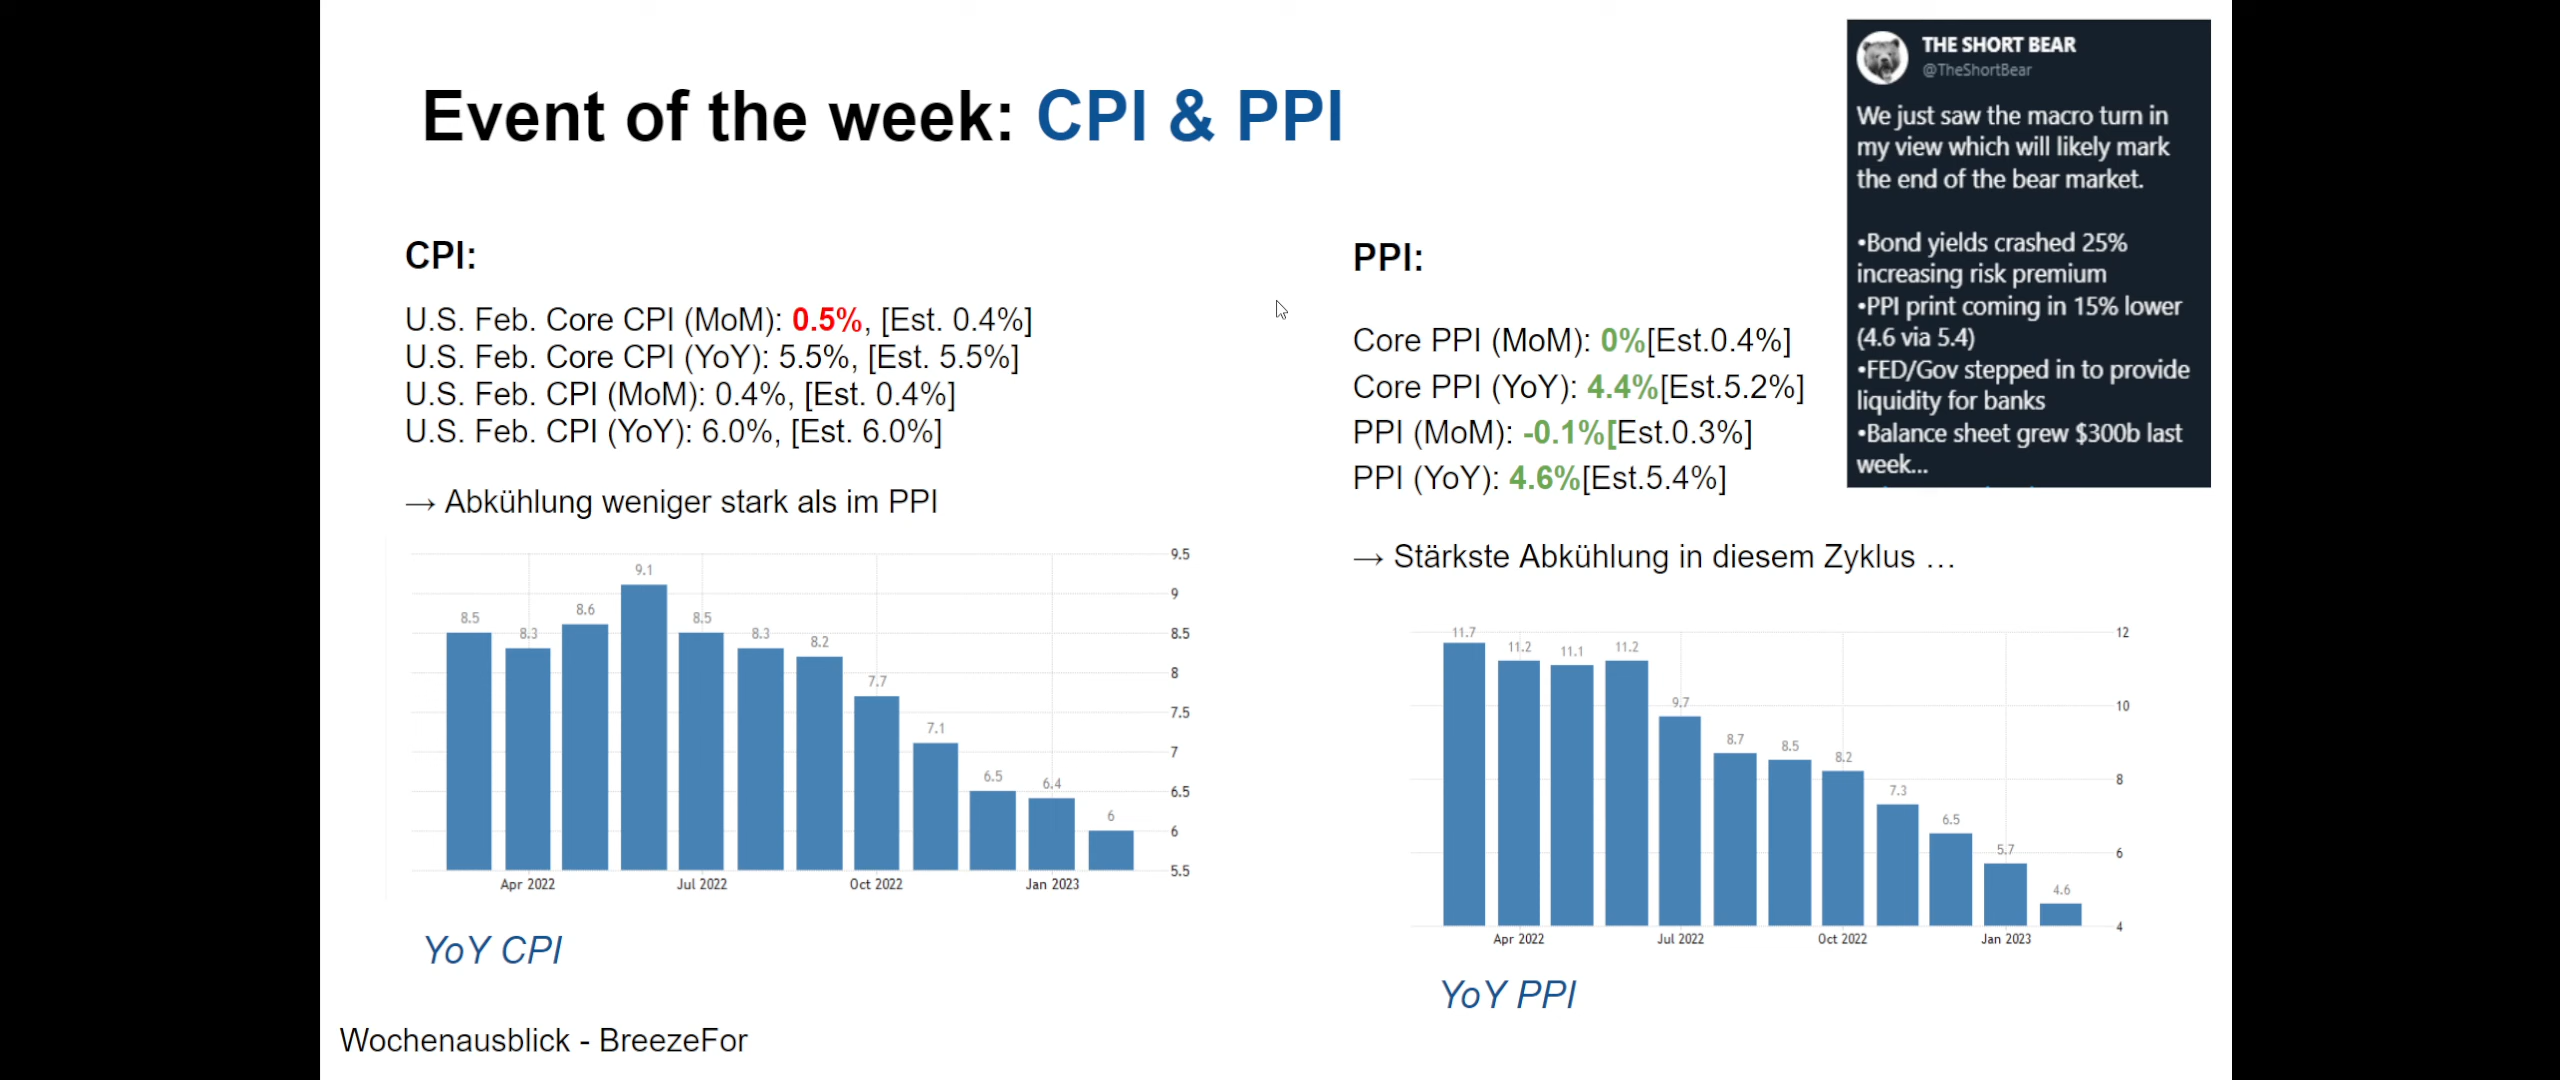 Event of the week: CPI & PPI
THE SHORT BEAR
@TheShortBear
We just saw the macro turn in
my view which will likely mark
the end of the bear market.
•Bond yields crashed 25%
increasing risk premium
•PPI print coming in 15% lower
(4.6 via 5.4)
•FED/Gov stepped in to provide
liquidity for banks
•Balance sheet grew $300b last
week...
CPI:
U.S. Feb. Core CPI (MoM): 0.5%, [Est. 0.4%]
U.S. Feb. Core CPI (YoY): 5.5%, [Est. 5.5%]
U.S. Feb. CPI (MoM): 0.4%, [Est. 0.4%]
U.S. Feb. CPI (YoY): 6.0%, [Est. 6.0%]
→ Abkühlung weniger stark als im PPI
9.5
9
8.5
8
7.5
7
6.5
6
5.5
8.5
8.3
8.6
9.1
8.5
8.3
8.2
7.7
7.1
6.5
6.4
6
Apr 2022
Jul 2022
Oct 2022
Jan 2023
YoY CPI
PPI:
Core PPI (MoM): 0%[Est.0.4%]
Core PPI (YoY): 4.4%[Est.5.2%]
PPI (MoM): -0.1%[Est.0.3%]
PPI (YoY): 4.6%[Est.5.4%]
→ Stärkste Abkühlung in diesem Zyklus …
12
10
8
6
4
11.7
11.2
11.1
11.2
9.7
8.7
8.5
8.2
7.3
6.5
5.7
4.6
Apr 2022
Jul 2022
Oct 2022
Jan 2023
YoY PPI
Wochenausblick - BreezeFor